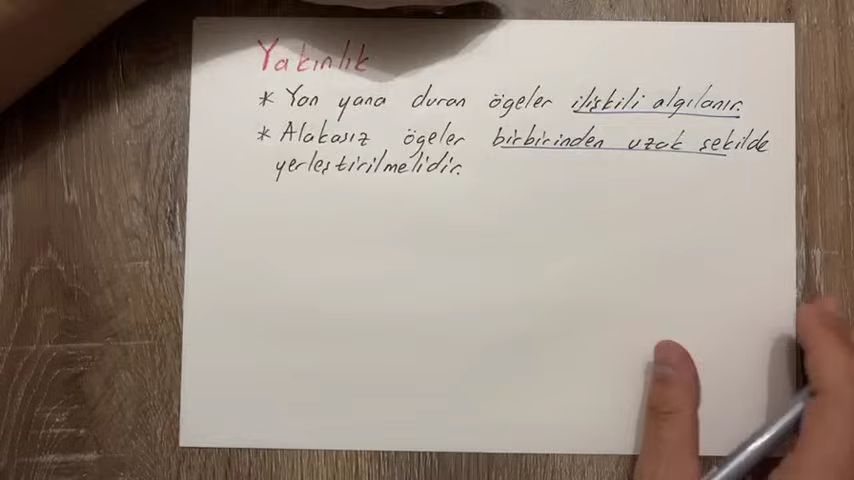 Yakınlık
* Yan yana duran ögeler ilişkili algılanır.
* Alakasız ögeler birbirinden uzak şekilde
yerleştirilmelidir.